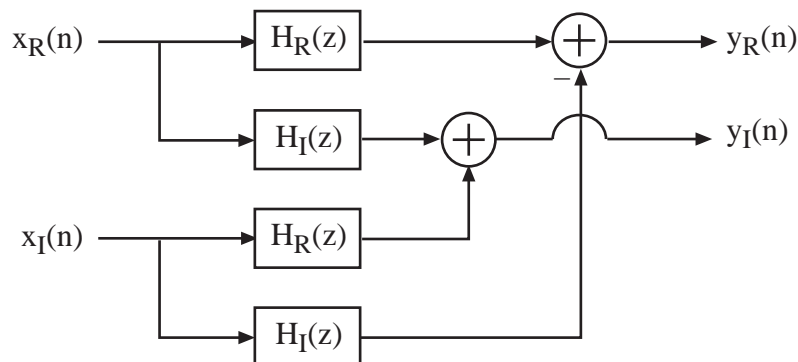 x_R(n) H_R(z) + y_R(n)
−
H_I(z) + y_I(n)
x_I(n) H_R(z)
H_I(z)